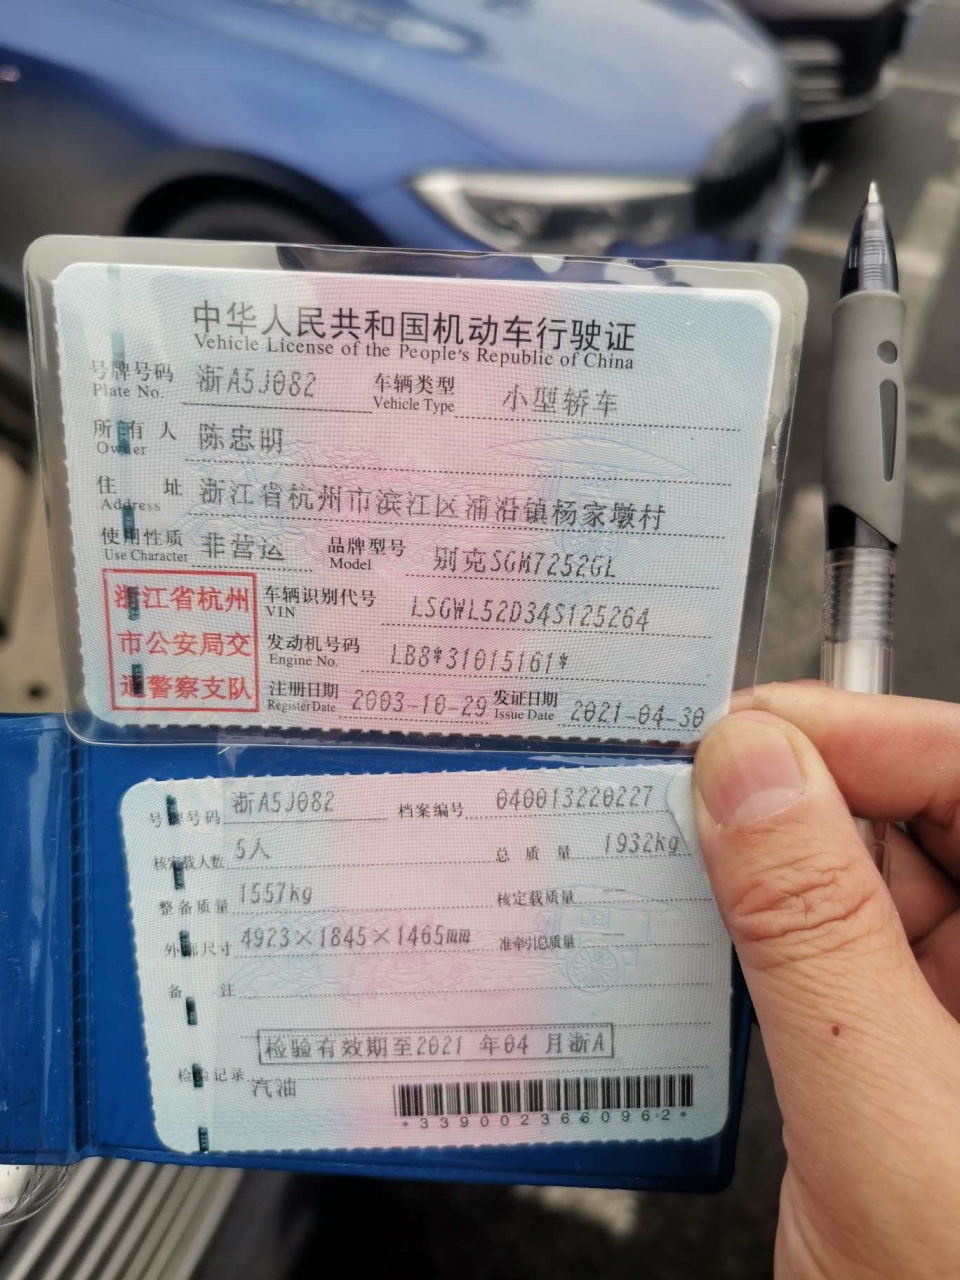 中华人民共和国机动车行驶证
Vehicle License of the People's Republic of China
号牌号码 浙A5J082 车辆类型 小型轿车
Plate No. Vehicle Type
所有人 陈忠明
Owner
住址 浙江省杭州市滨江区浦沿镇杨家墩村
Address
使用性质 非营运 品牌型号 别克SGM7252GL
Use Character Model
浙江省杭州
市公安局交
通警察支队
车辆识别代号 LSGWL52D34S125264
VIN
发动机号码 LB8*31015161*
Engine No.
注册日期 2003-10-29 发证日期 2021-04-30
Register Date Issue Date
号牌号码 浙A5J082 档案编号 040013220227
核定载人数 5人 总质量 1932kg
整备质量 1557kg 核定载质量
外廓尺寸 4923×1845×1465mm 准牵引总质量
备注
检验有效期至2021 年04 月浙A
检验记录
汽油
*3390023660962*